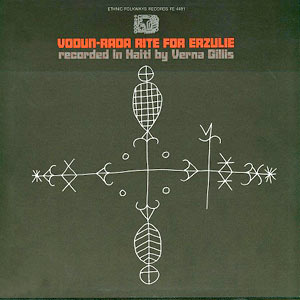 ETHNIC FOLKWAYS RECORDS FE 4491
VODUN-RADA RITE FOR ERZULIE
recorded in Haiti by Verna Gillis